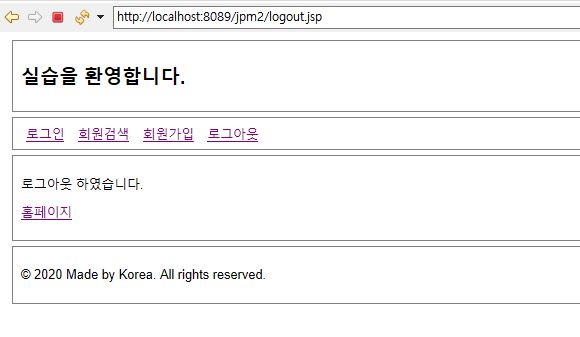 http://localhost:8089/jpm2/logout.jsp
실습을 환영합니다.
로그인 회원검색 회원가입 로그아웃
로그아웃 하였습니다.
홈페이지
© 2020 Made by Korea. All rights reserved.